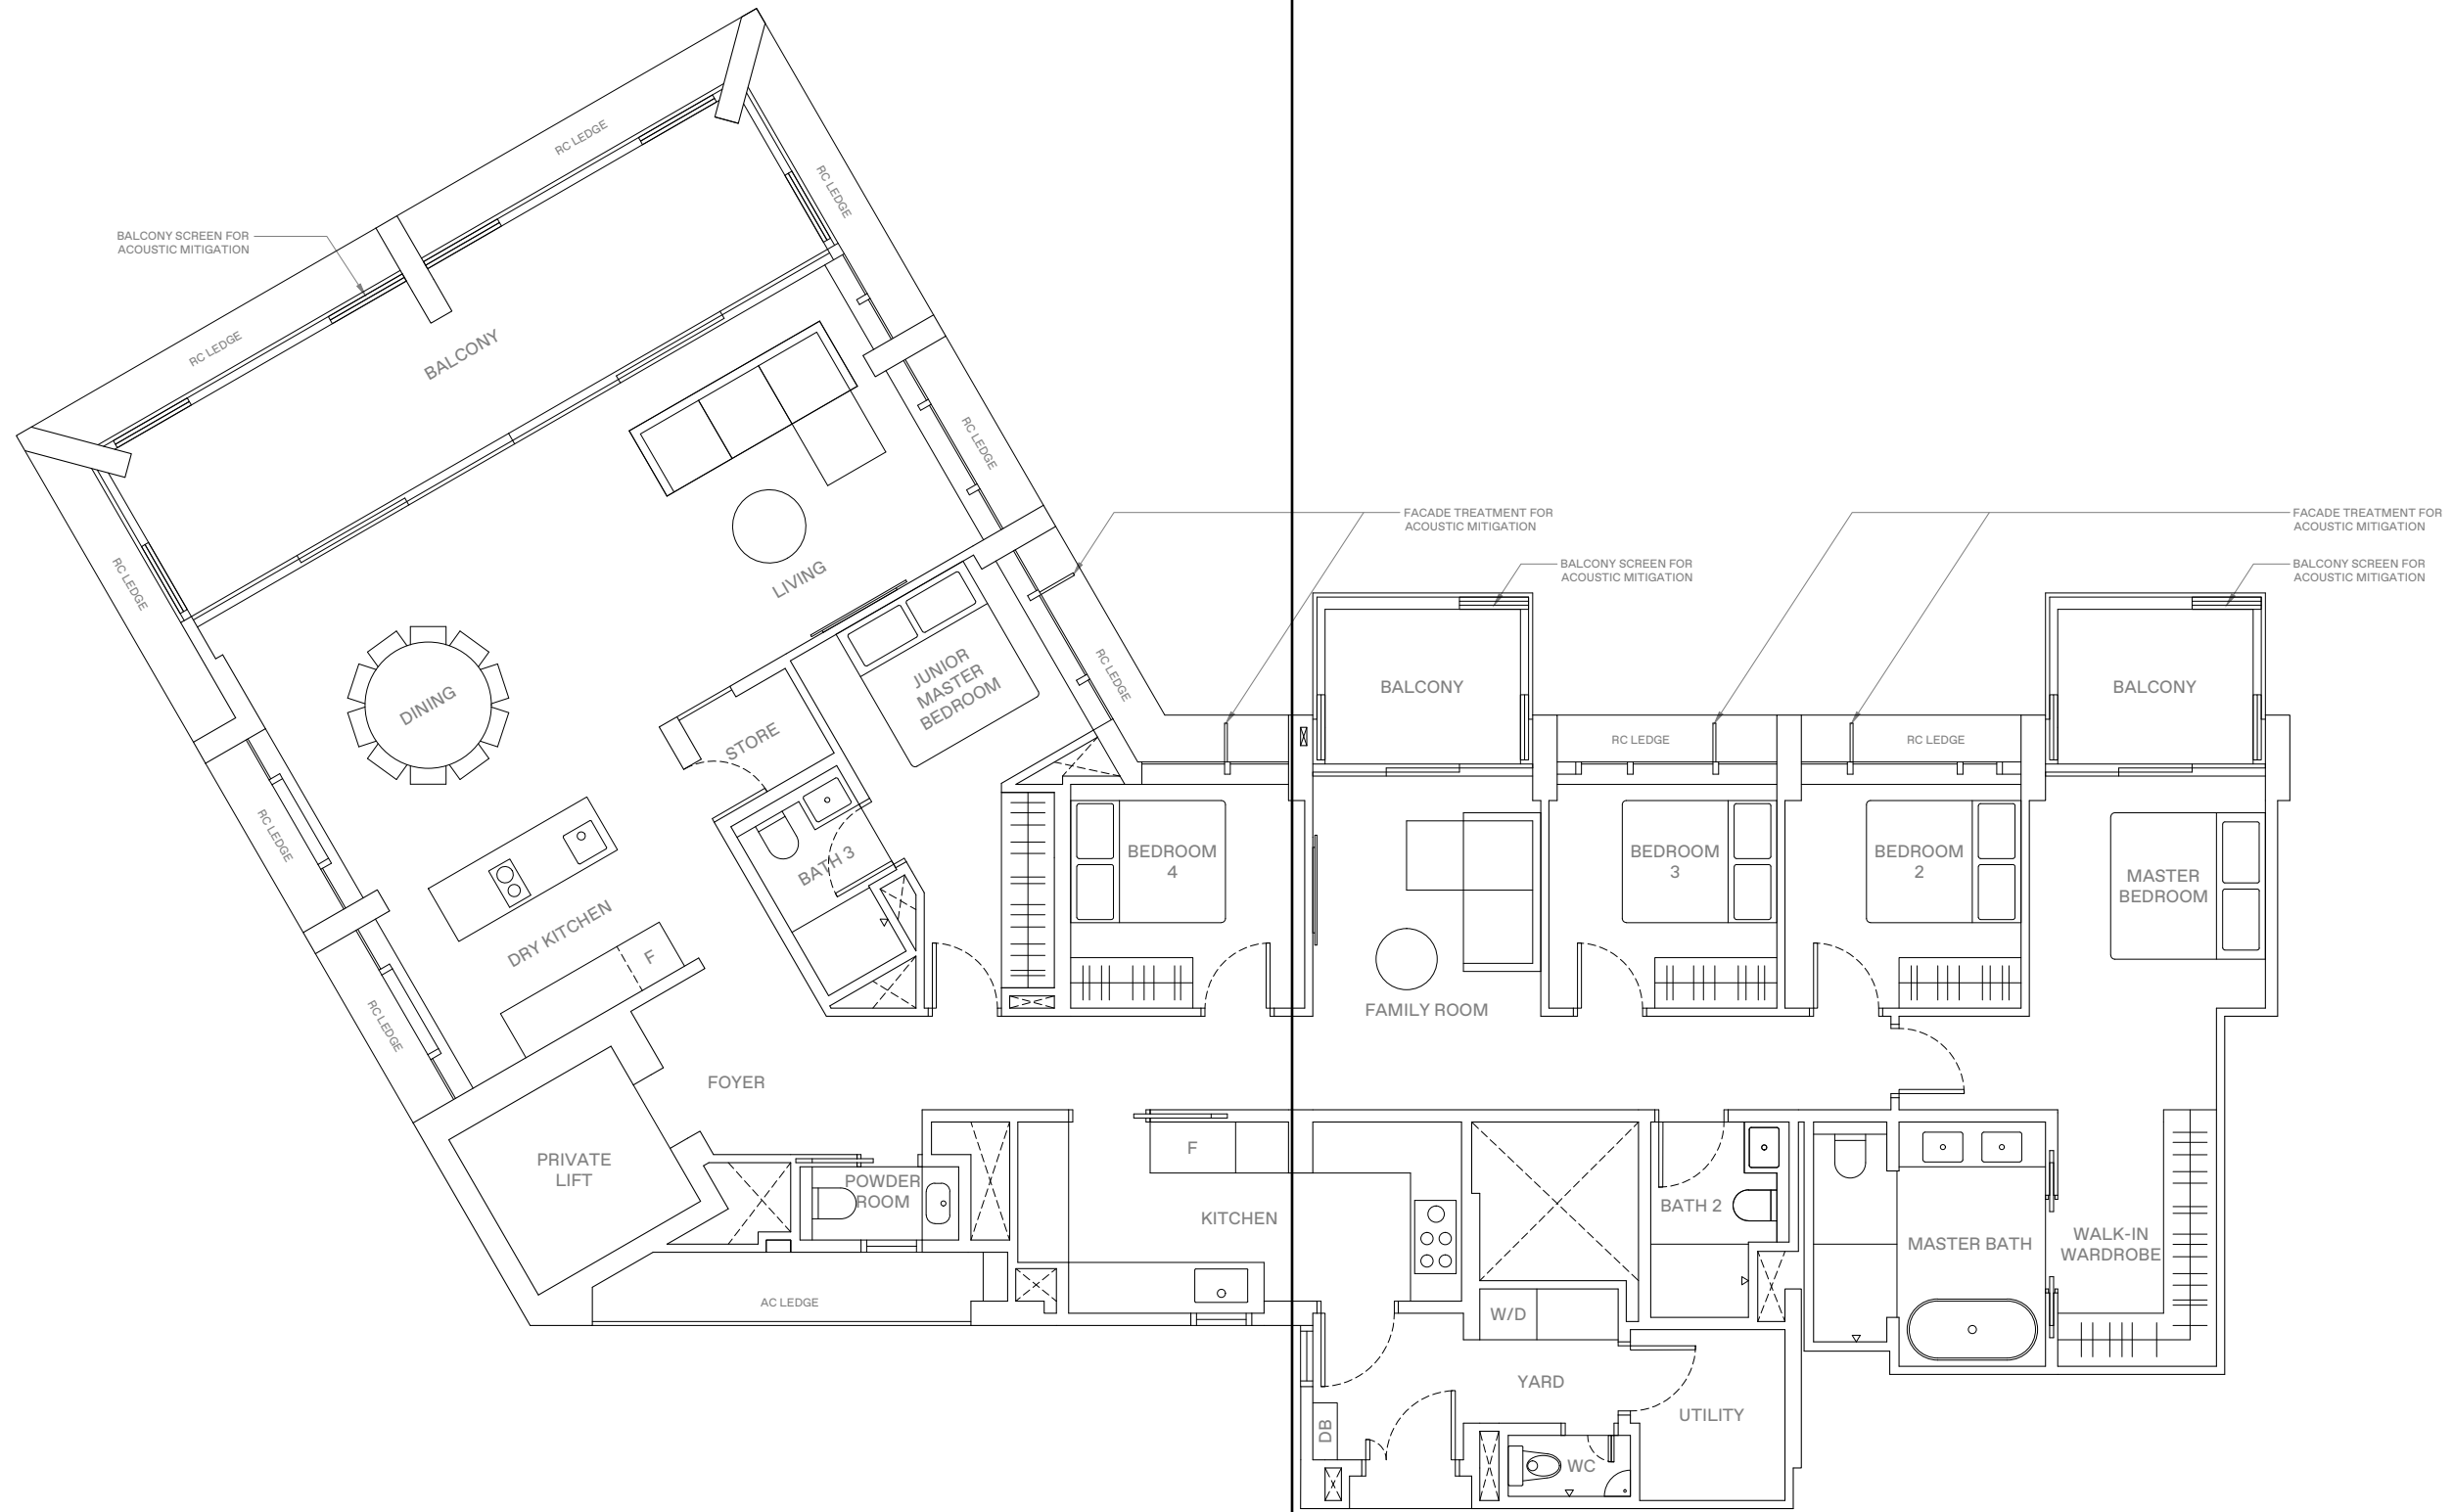 RC LEDGE
RC LEDGE
BALCONY SCREEN FOR
ACOUSTIC MITIGATION
RC LEDGE
BALCONY
RC LEDGE
RC LEDGE
FACADE TREATMENT FOR
ACOUSTIC MITIGATION
FACADE TREATMENT FOR
ACOUSTIC MITIGATION
BALCONY SCREEN FOR
ACOUSTIC MITIGATION
BALCONY SCREEN FOR
ACOUSTIC MITIGATION
RC LEDGE
LIVING
JUNIOR
MASTER
BEDROOM
RC LEDGE
BALCONY
BALCONY
DINING
STORE
RC LEDGE
RC LEDGE
RC LEDGE
BATH 3
BEDROOM
4
BEDROOM
3
BEDROOM
2
MASTER
BEDROOM
DRY KITCHEN
F
RC LEDGE
FAMILY ROOM
FOYER
PRIVATE
LIFT
POWDER
ROOM
F
KITCHEN
BATH 2
MASTER BATH
WALK-IN
WARDROBE
AC LEDGE
W/D
YARD
UTILITY
DB
WC